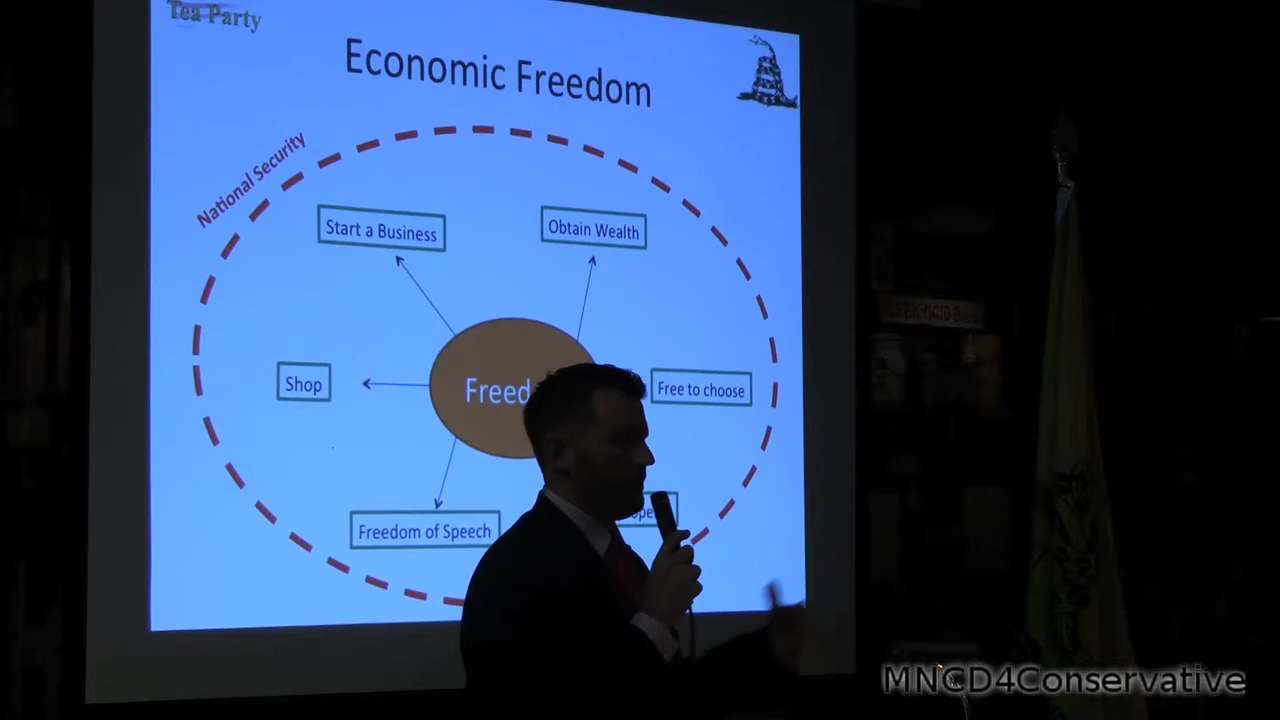 Tea Party
Economic Freedom
National Security
Start a Business
Obtain Wealth
Shop
Freed
Free to choose
Freedom of Speech
MNCD4Conservative